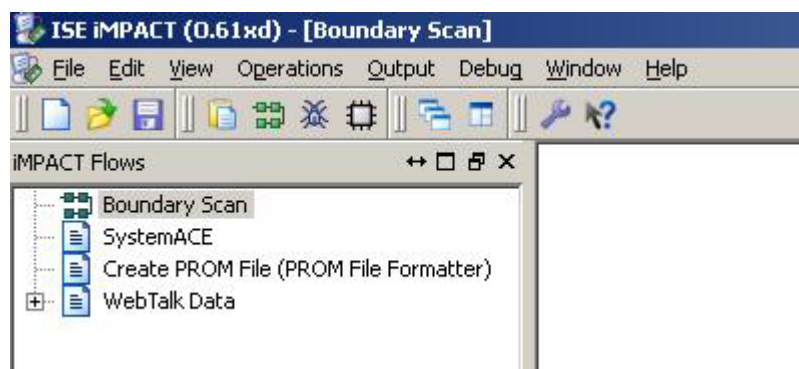 ISE iMPACT (0.61xd) - [Boundary Scan]
File Edit View Operations Output Debug Window Help
iMPACT Flows
Boundary Scan
SystemACE
Create PROM File (PROM File Formatter)
WebTalk Data